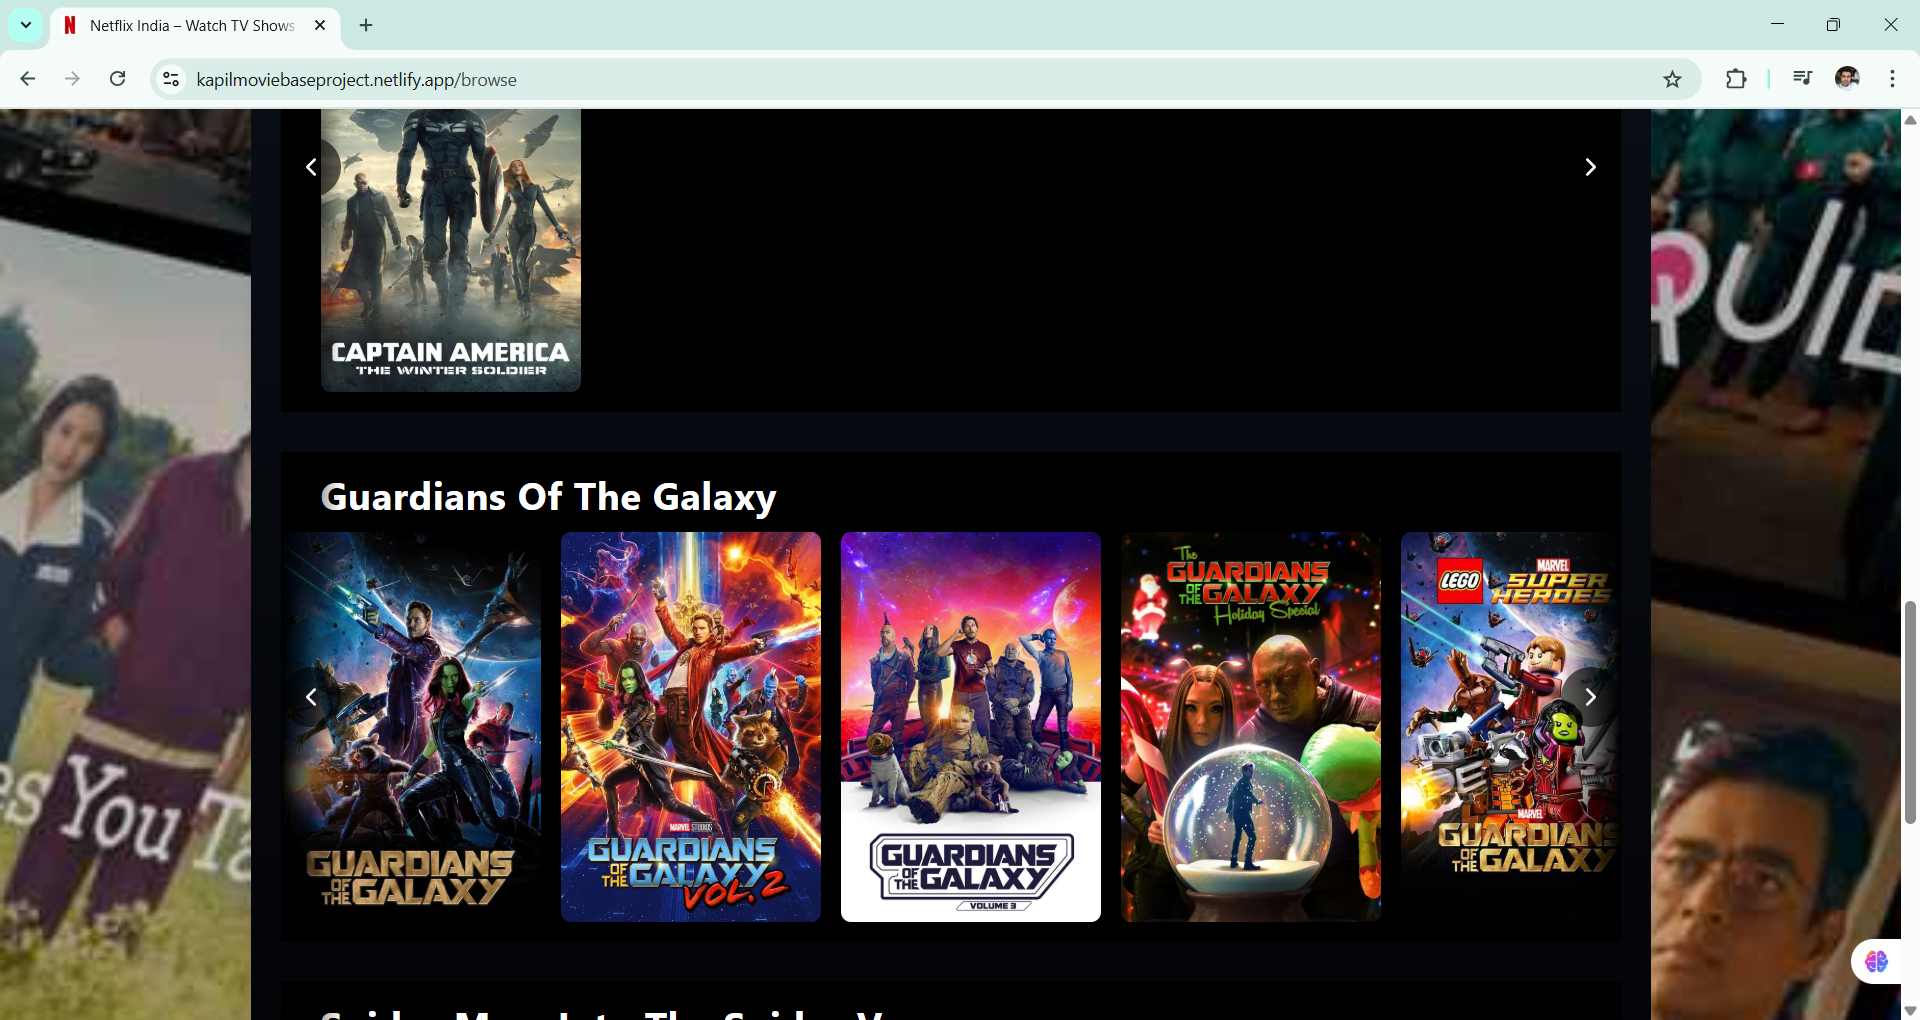 Netflix India – Watch TV Shows
kapilmoviebaseproject.netlify.app/browse
CAPTAIN AMERICA
THE WINTER SOLDIER
QUID
Guardians Of The Galaxy
GUARDIANS
OF THE GALAXY
MARVEL STUDIOS
GUARDIANS
OF THE GALAXY
VOL. 2
GUARDIANS
OF THE GALAXY
VOLUME 3
The
GUARDIANS
OF THE GALAXY
Holiday Special
LEGO
MARVEL
SUPER
HEROES
MARVEL
GUARDIANS
OF THE GALAXY
es You Ta